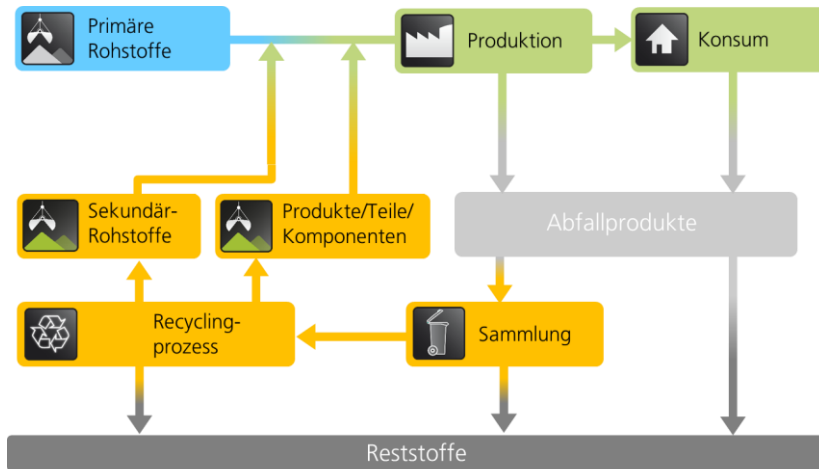 Primäre
Rohstoffe
Produktion
Konsum
Sekundär-
Rohstoffe
Produkte/Teile/
Komponenten
Abfallprodukte
Recycling-
prozess
Sammlung
Reststoffe